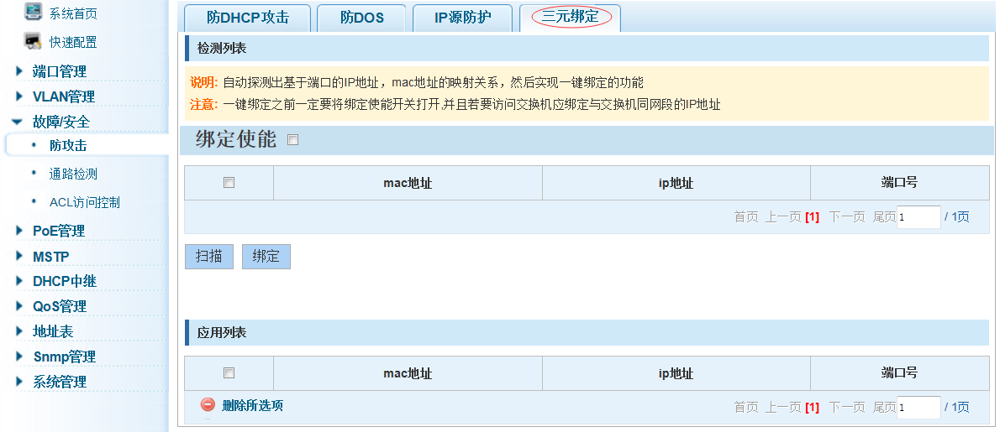 系统首页
快速配置
端口管理
VLAN管理
故障/安全
防攻击
通路检测
ACL访问控制
PoE管理
MSTP
DHCP中继
QoS管理
地址表
Snmp管理
系统管理
防DHCP攻击 防DOS IP源防护 三元绑定
检测列表
说明: 自动探测出基于端口的IP地址，mac地址的映射关系，然后实现一键绑定的功能
注意: 一键绑定之前一定要将绑定使能开关打开,并且若要访问交换机应绑定与交换机同网段的IP地址
绑定使能
mac地址 ip地址 端口号
首页 上一页 [1] 下一页 尾页 1 / 1页
扫描 绑定
应用列表
mac地址 ip地址 端口号
删除所选项 首页 上一页 [1] 下一页 尾页 1 / 1页